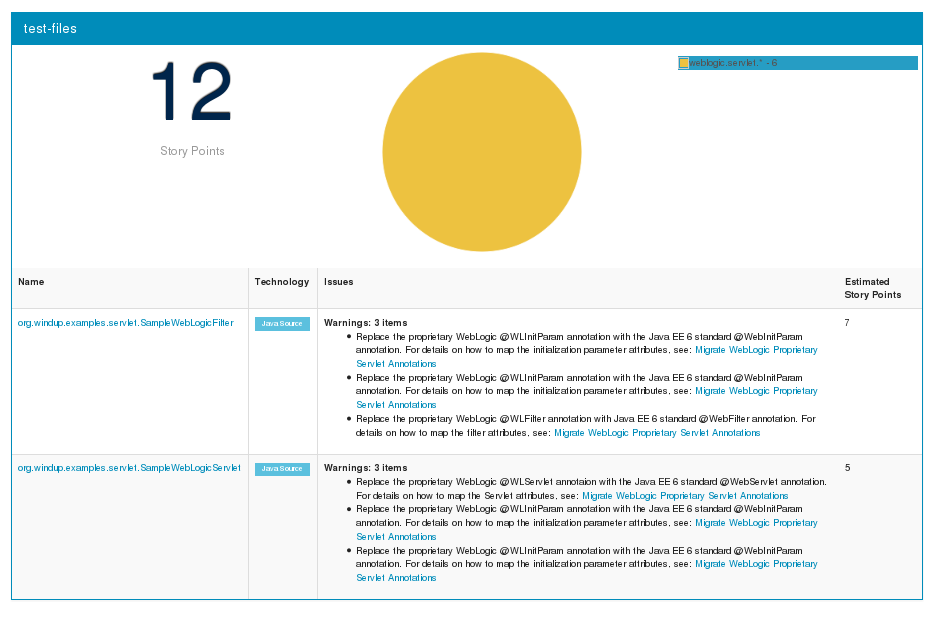 test-files
12
Story Points
weblogic.servlet.* - 6
Name
Technology
Issues
Estimated
Story Points
org.windup.examples.servlet.SampleWebLogicFilter
Java Source
Warnings: 3 items
7
Replace the proprietary WebLogic @WLInitParam annotation with the Java EE 6 standard @WebInitParam
annotation. For details on how to map the initialization parameter attributes, see: Migrate WebLogic Proprietary
Servlet Annotations
Replace the proprietary WebLogic @WLInitParam annotation with the Java EE 6 standard @WebInitParam
annotation. For details on how to map the initialization parameter attributes, see: Migrate WebLogic Proprietary
Servlet Annotations
Replace the proprietary WebLogic @WLFilter annotation with Java EE 6 standard @WebFilter annotation. For
details on how to map the filter attributes, see: Migrate WebLogic Proprietary Servlet Annotations
org.windup.examples.servlet.SampleWebLogicServlet
Java Source
Warnings: 3 items
5
Replace the proprietary WebLogic @WLServlet annotaion with the Java EE 6 standard @WebServlet annotation.
For details on how to map the Servlet attributes, see: Migrate WebLogic Proprietary Servlet Annotations
Replace the proprietary WebLogic @WLInitParam annotation with the Java EE 6 standard @WebInitParam
annotation. For details on how to map the initialization parameter attributes, see: Migrate WebLogic Proprietary
Servlet Annotations
Replace the proprietary WebLogic @WLInitParam annotation with the Java EE 6 standard @WebInitParam
annotation. For details on how to map the initialization parameter attributes, see: Migrate WebLogic Proprietary
Servlet Annotations